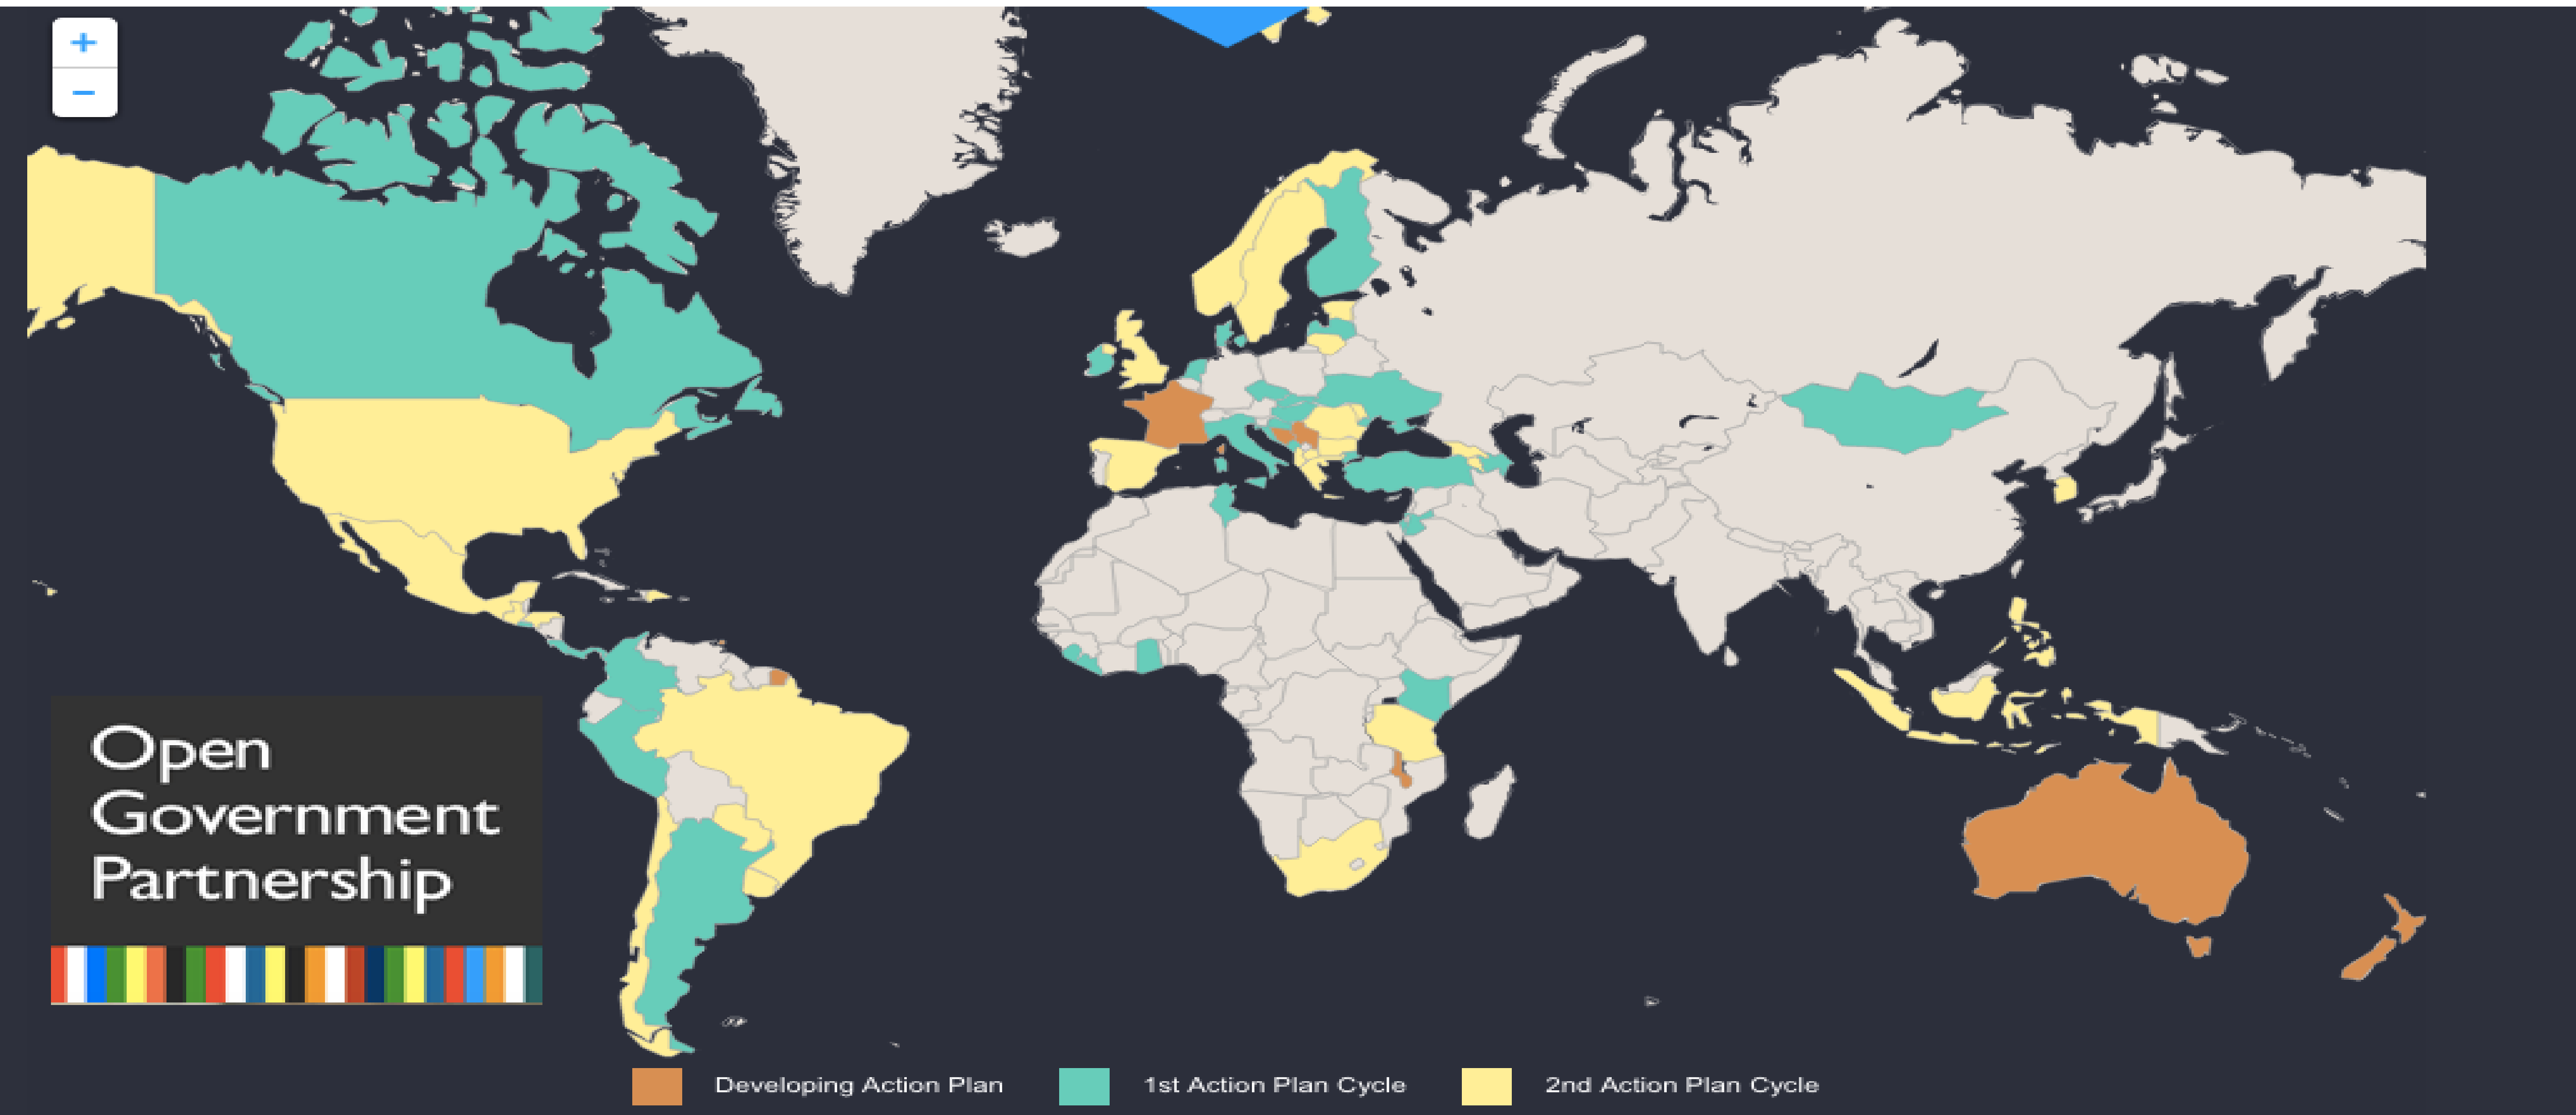 +
−
Open
Government
Partnership
Developing Action Plan
1st Action Plan Cycle
2nd Action Plan Cycle